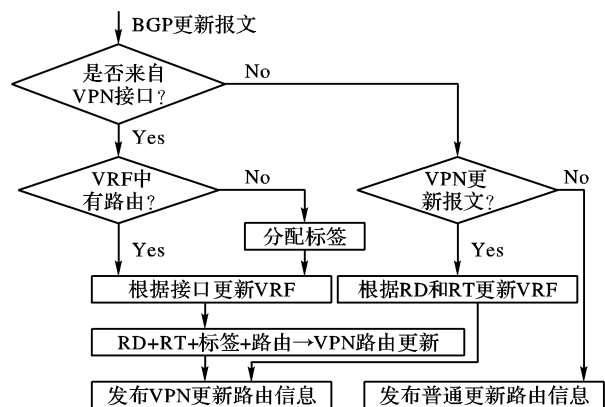 BGP更新报文
是否来自
VPN接口?
No
Yes
VRF中
有路由?
No
VPN更
新报文?
No
分配标签
Yes
Yes
根据接口更新VRF
根据RD和RT更新VRF
RD+RT+标签+路由→VPN路由更新
发布VPN更新路由信息
发布普通更新路由信息